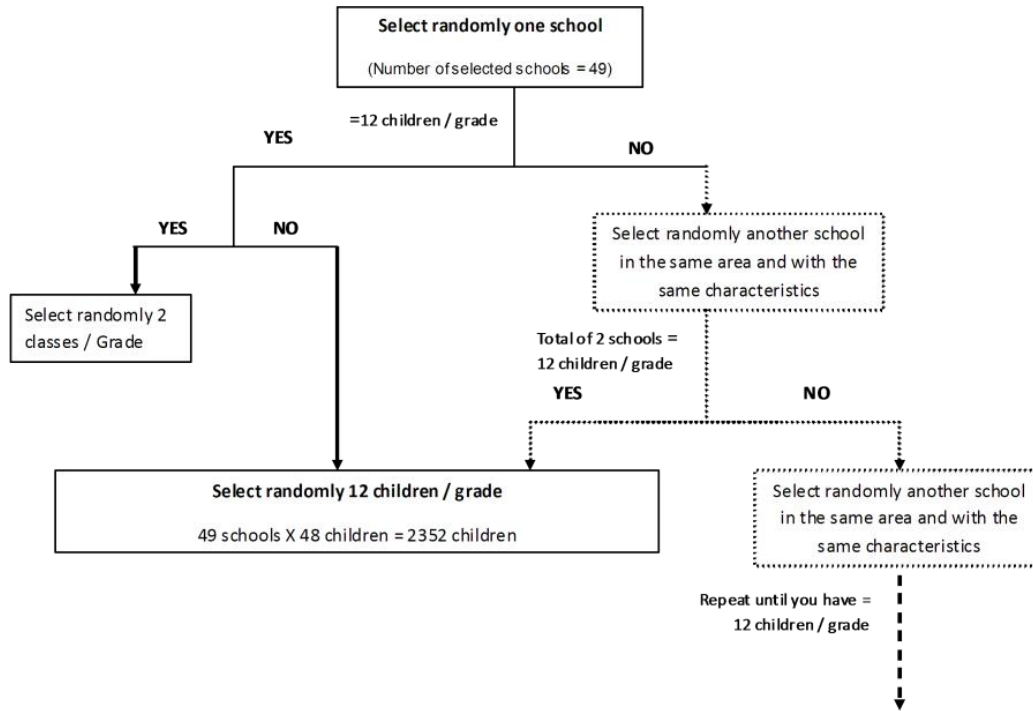 Select randomly one school
(Number of selected schools = 49)
=12 children / grade
YES
NO
YES
NO
Select randomly another school
in the same area and with the
same characteristics
Select randomly 2
classes / Grade
Total of 2 schools =
12 children / grade
YES
NO
Select randomly 12 children / grade
49 schools X 48 children = 2352 children
Select randomly another school
in the same area and with the
same characteristics
Repeat until you have =
12 children / grade